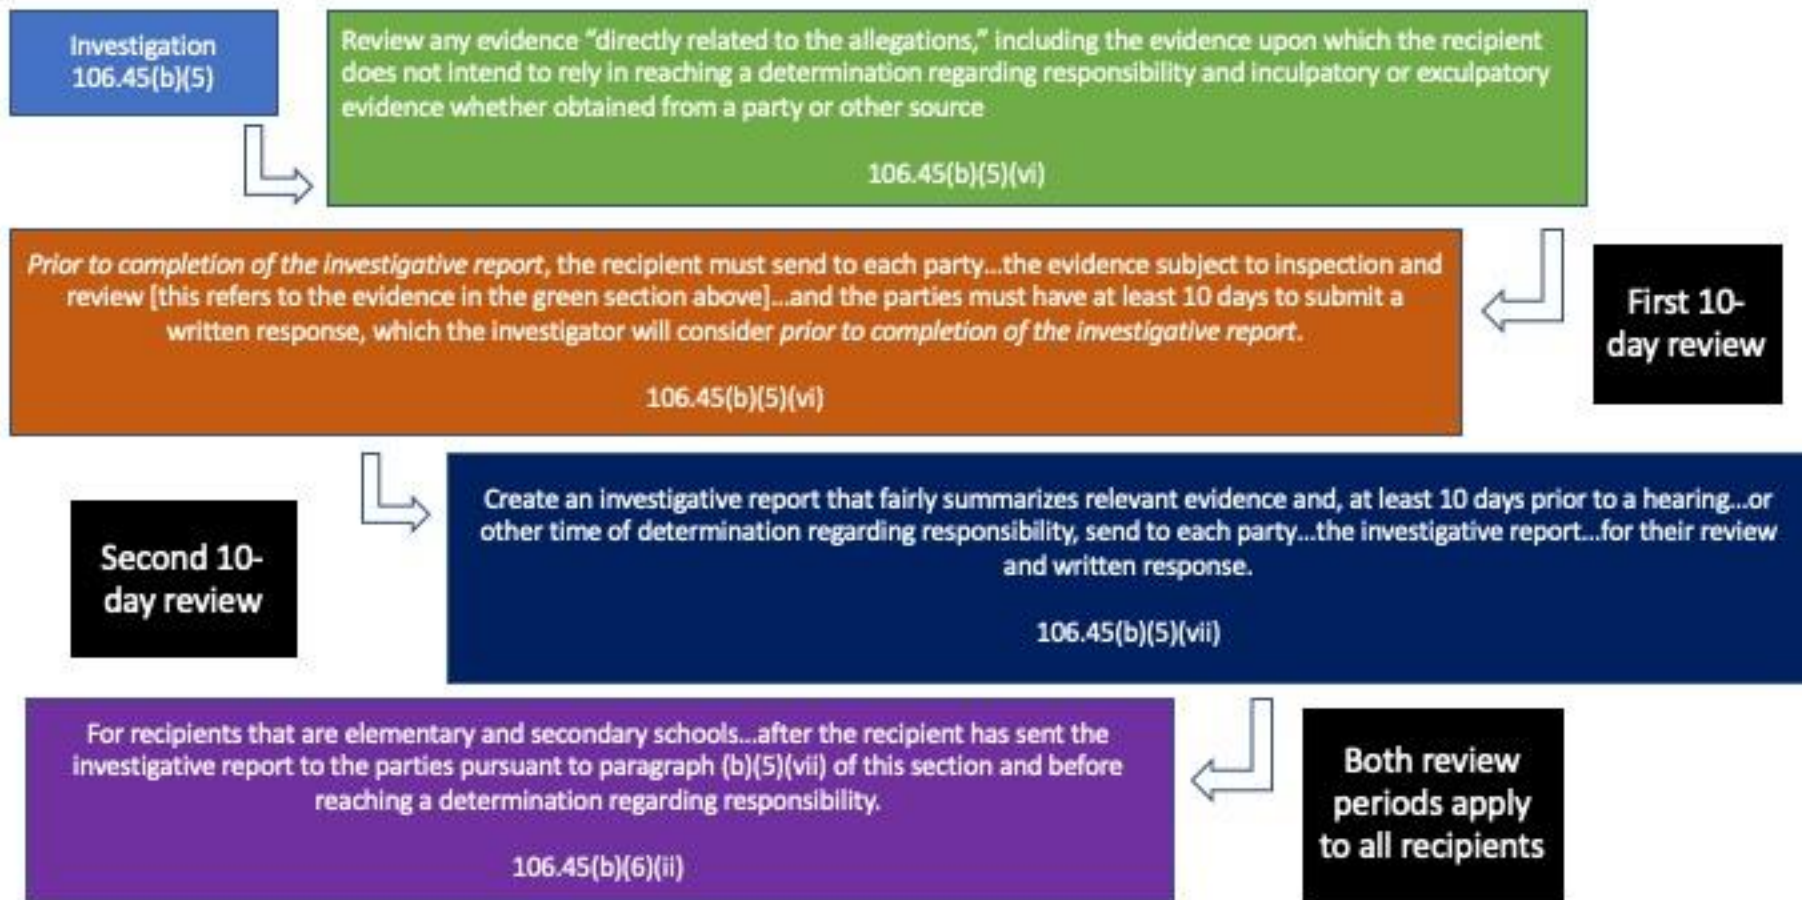 Investigation
106.45(b)(5)
Review any evidence “directly related to the allegations,” including the evidence upon which the recipient
does not intend to rely in reaching a determination regarding responsibility and inculpatory or exculpatory
evidence whether obtained from a party or other source
106.45(b)(5)(vi)
Prior to completion of the investigative report, the recipient must send to each party...the evidence subject to inspection and
review [this refers to the evidence in the green section above]...and the parties must have at least 10 days to submit a
written response, which the investigator will consider prior to completion of the investigative report.
106.45(b)(5)(vi)
First 10-
day review
Second 10-
day review
Create an investigative report that fairly summarizes relevant evidence and, at least 10 days prior to a hearing...or
other time of determination regarding responsibility, send to each party...the investigative report...for their review
and written response.
106.45(b)(5)(vii)
For recipients that are elementary and secondary schools...after the recipient has sent the
investigative report to the parties pursuant to paragraph (b)(5)(vii) of this section and before
reaching a determination regarding responsibility.
106.45(b)(6)(ii)
Both review
periods apply
to all recipients